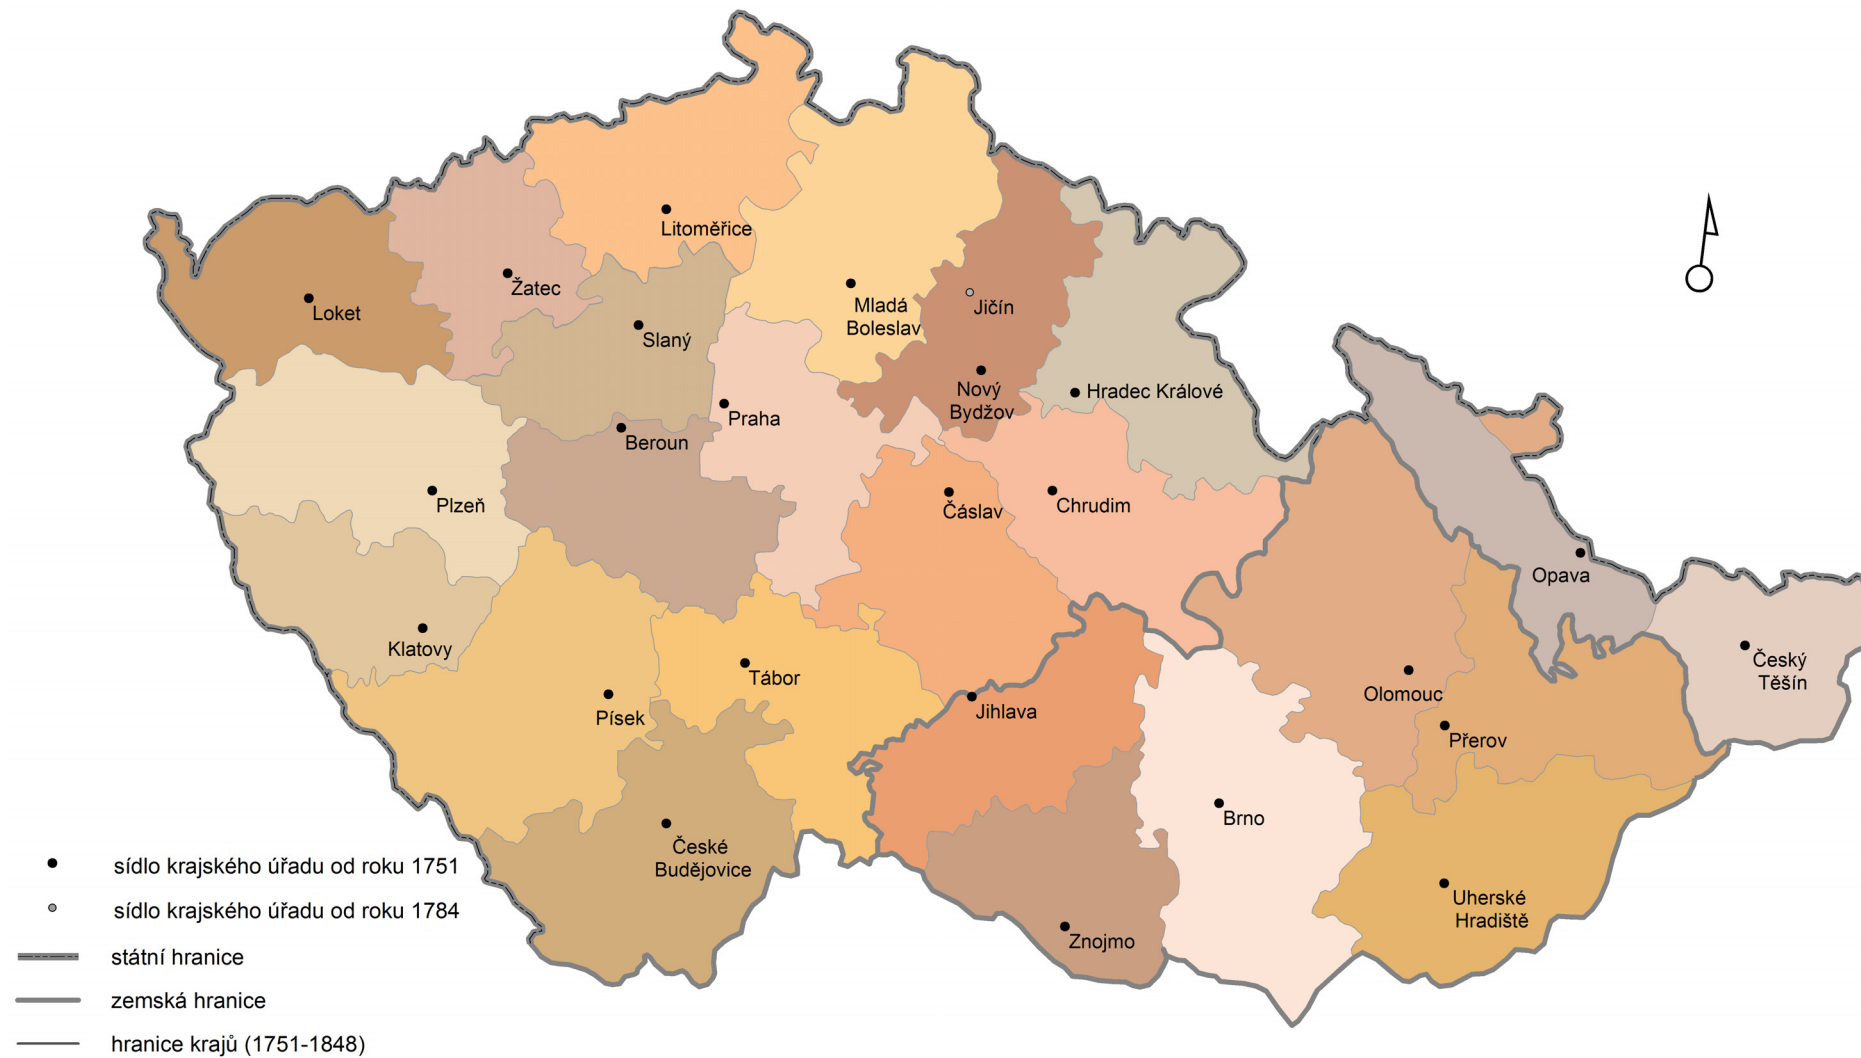 Litoměřice
Žatec
Loket
Slaný
Mladá
Boleslav
Jičín
Nový
Bydžov
Hradec Králové
Praha
Beroun
Plzeň
Čáslav
Chrudim
Opava
Klatovy
Tábor
Písek
Jihlava
Olomouc
Přerov
Český
Těšín
Brno
České
Budějovice
Uherské
Hradiště
Znojmo
sídlo krajského úřadu od roku 1751
sídlo krajského úřadu od roku 1784
státní hranice
zemská hranice
hranice krajů (1751-1848)